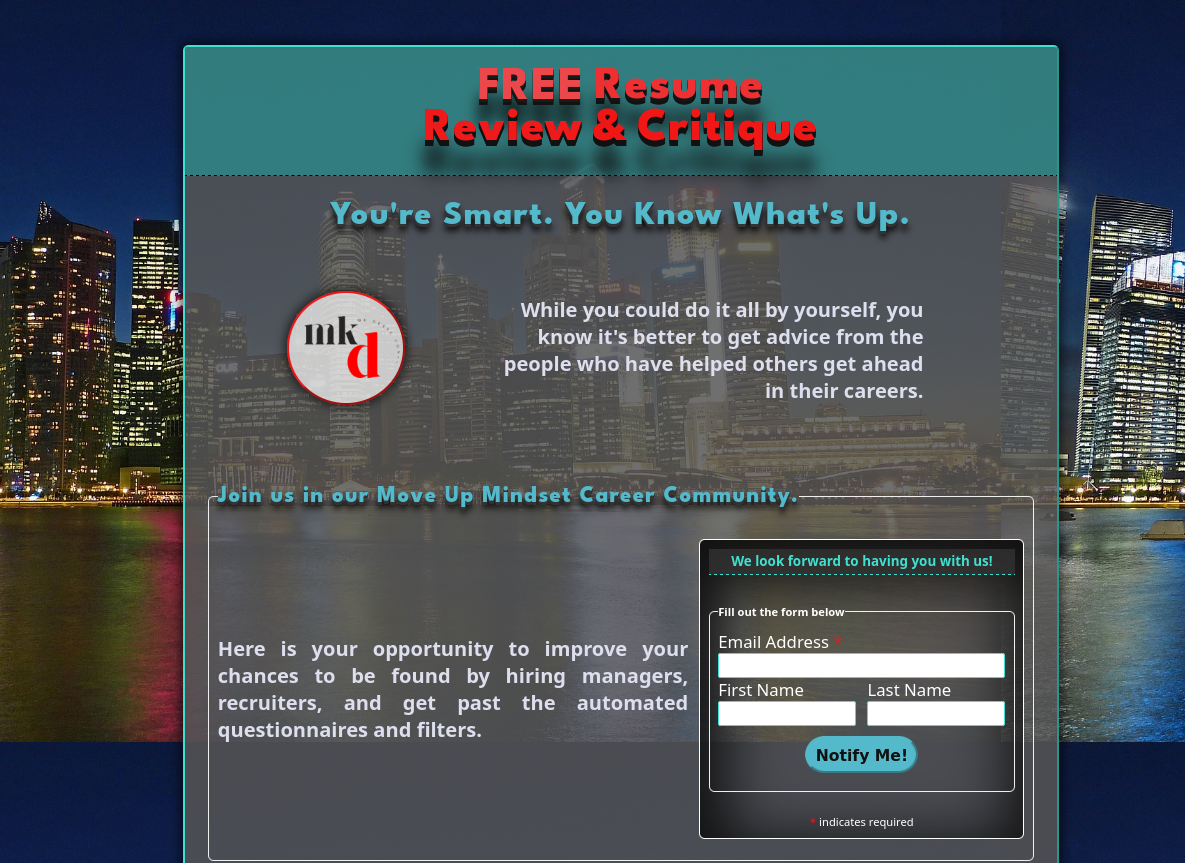 FREE Resume
Review & Critique
You're Smart. You Know What's Up.
mk
d
While you could do it all by yourself, you
know it's better to get advice from the
people who have helped others get ahead
in their careers.
Join us in our Move Up Mindset Career Community.
We look forward to having you with us!
Fill out the form below
Email Address *
First Name Last Name
Here is your opportunity to improve your
chances to be found by hiring managers,
recruiters, and get past the automated
questionnaires and filters.
Notify Me!
* indicates required